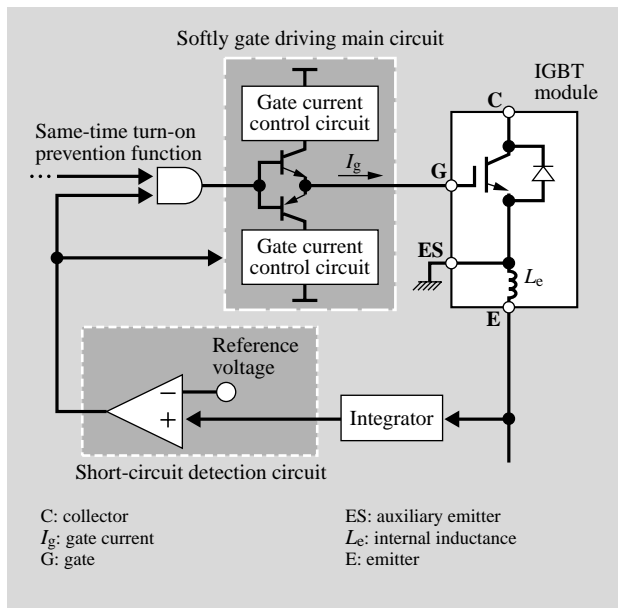 Softly gate driving main circuit
IGBT
module
C
Gate current
control circuit
Same-time turn-on
prevention function
Ig
G
Gate current
control circuit
ES
Le
E
Reference
voltage
−
+
Integrator
Short-circuit detection circuit
C: collector
Ig: gate current
G: gate
ES: auxiliary emitter
Le: internal inductance
E: emitter